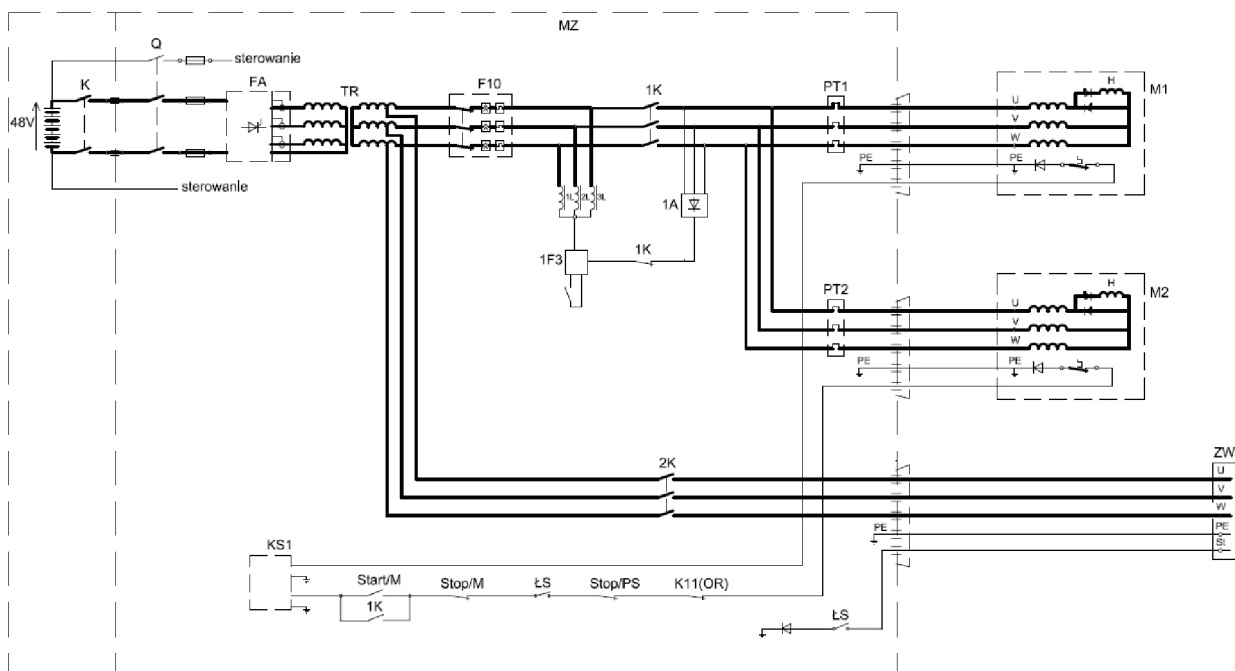 MZ
Q
sterowanie
K
FA
TR
F10
1K
PT1
H
M1
48V
U
V
W
PE
PE
sterowanie
1L
2L
3L
1A
1F3
1K
PT2
H
M2
U
V
W
PE
PE
2K
ZW
U
V
W
PE
PE
St
KS1
Start/M
Stop/M
ŁS
Stop/PS
K11(OR)
1K
ŁS